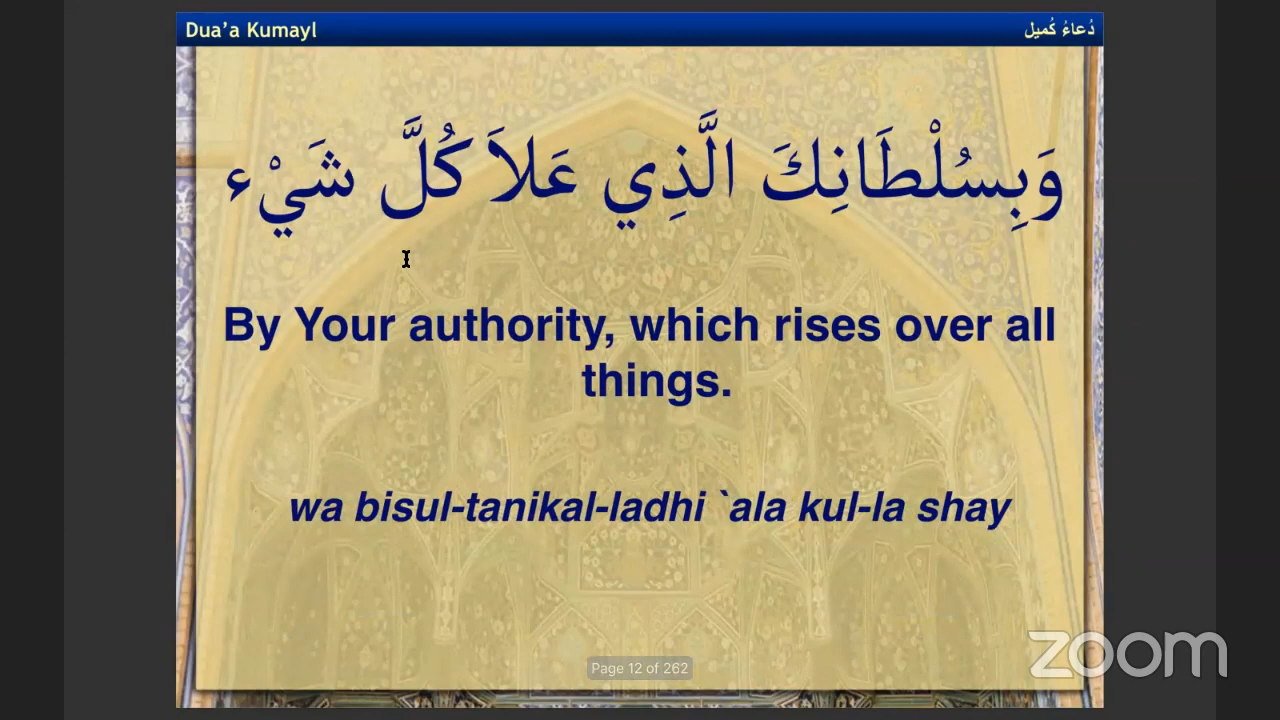 Dua’a Kumayl
دُعاءُ كُميل
وَبِسُلْطَانِكَ الَّذِي عَلاَ كُلَّ شَيْء
By Your authority, which rises over all
things.
wa bisul-tanikal-ladhi `ala kul-la shay
Page 12 of 262
zoom